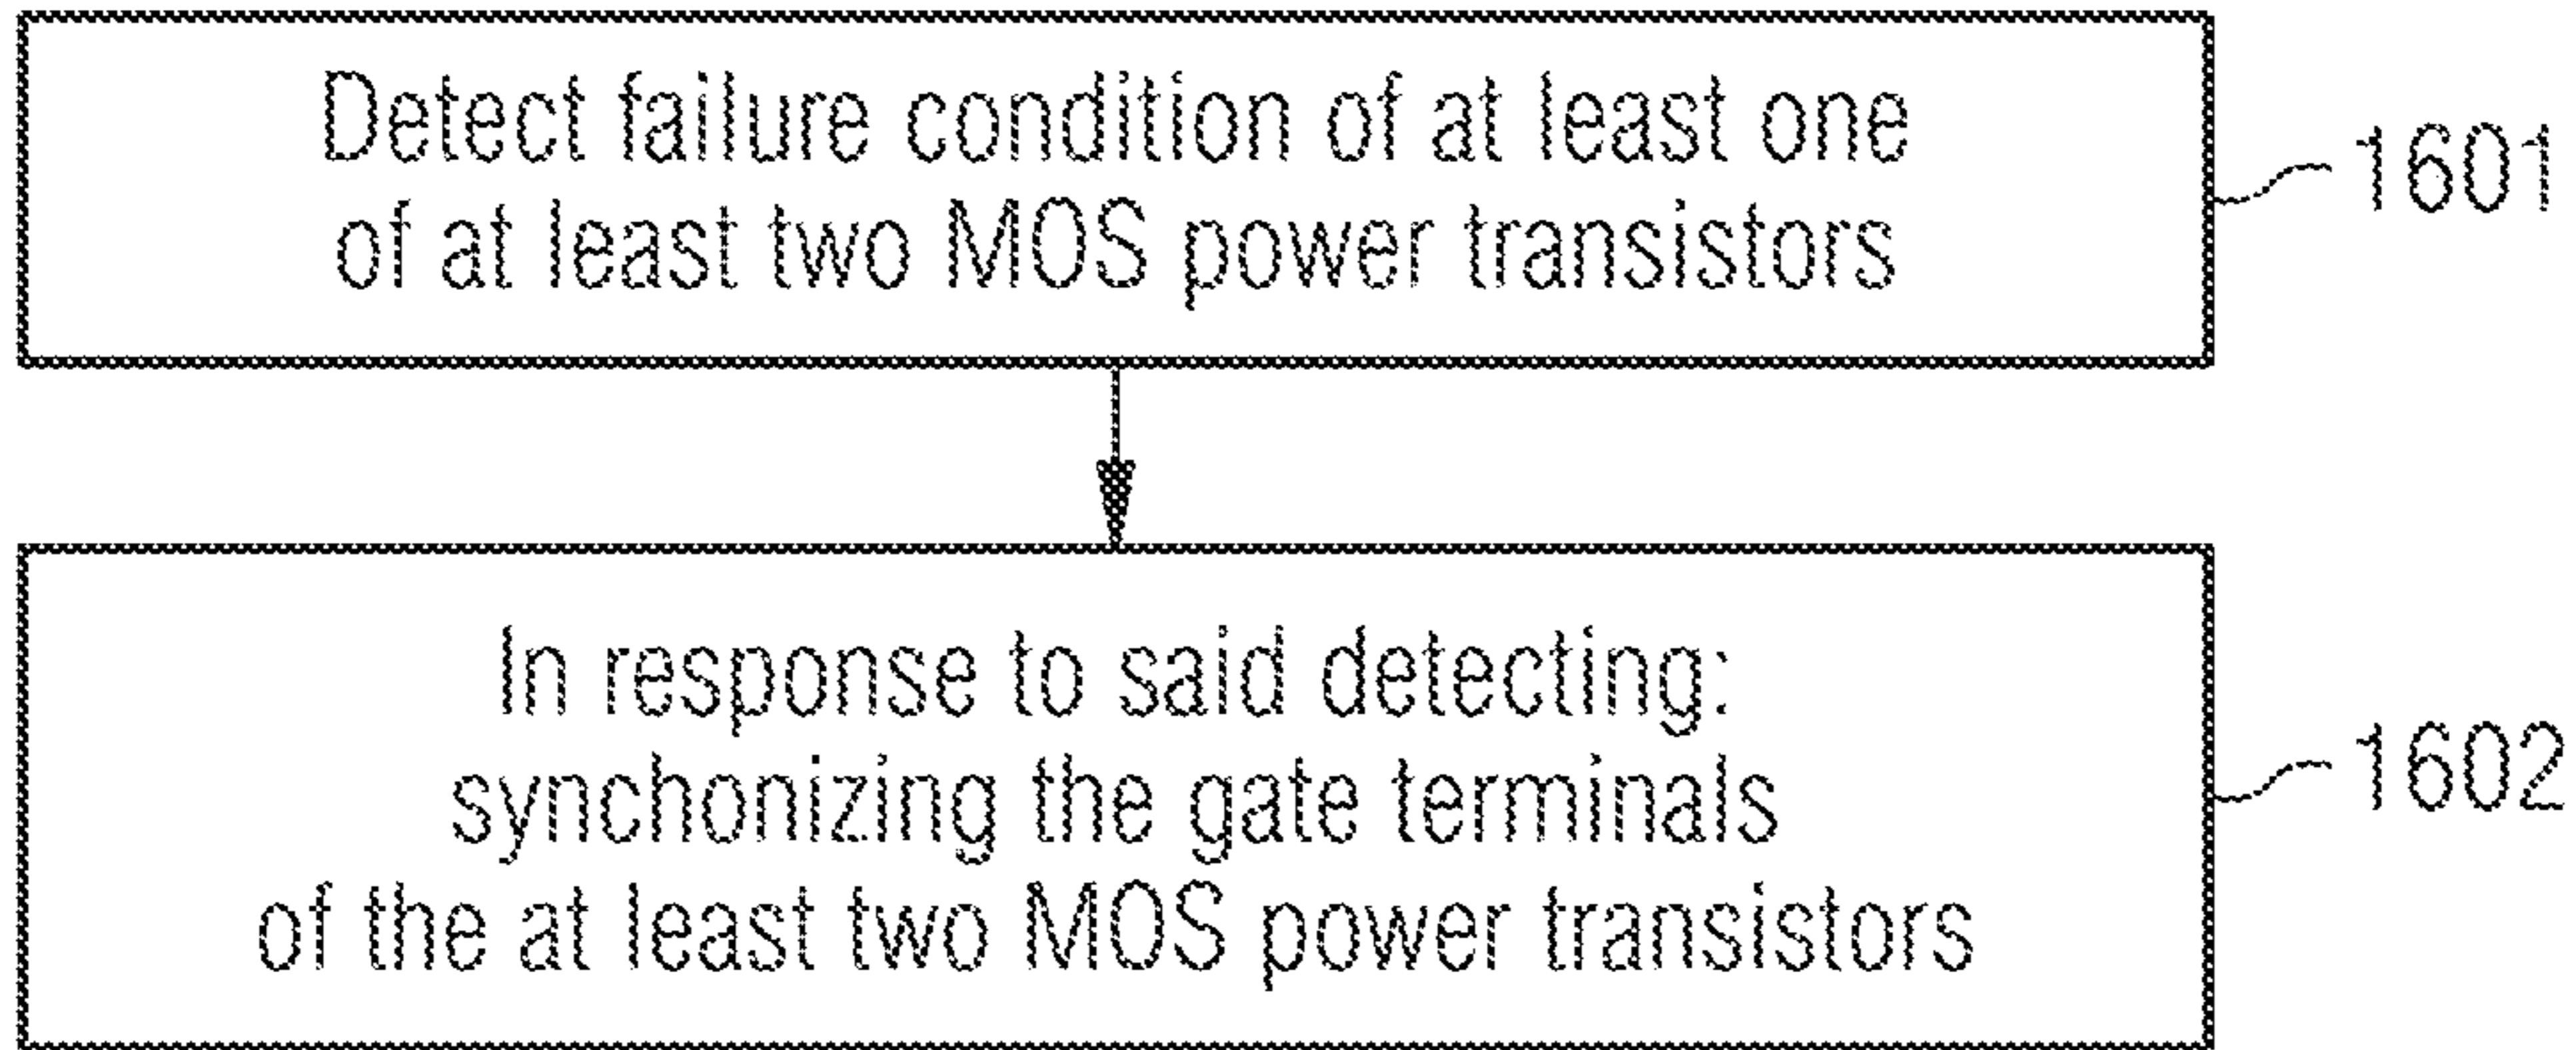 Detect failure condition of at least one
of at least two MOS power transistors
1601
In response to said detecting:
synchonizing the gate terminals
of the at least two MOS power transistors
1602